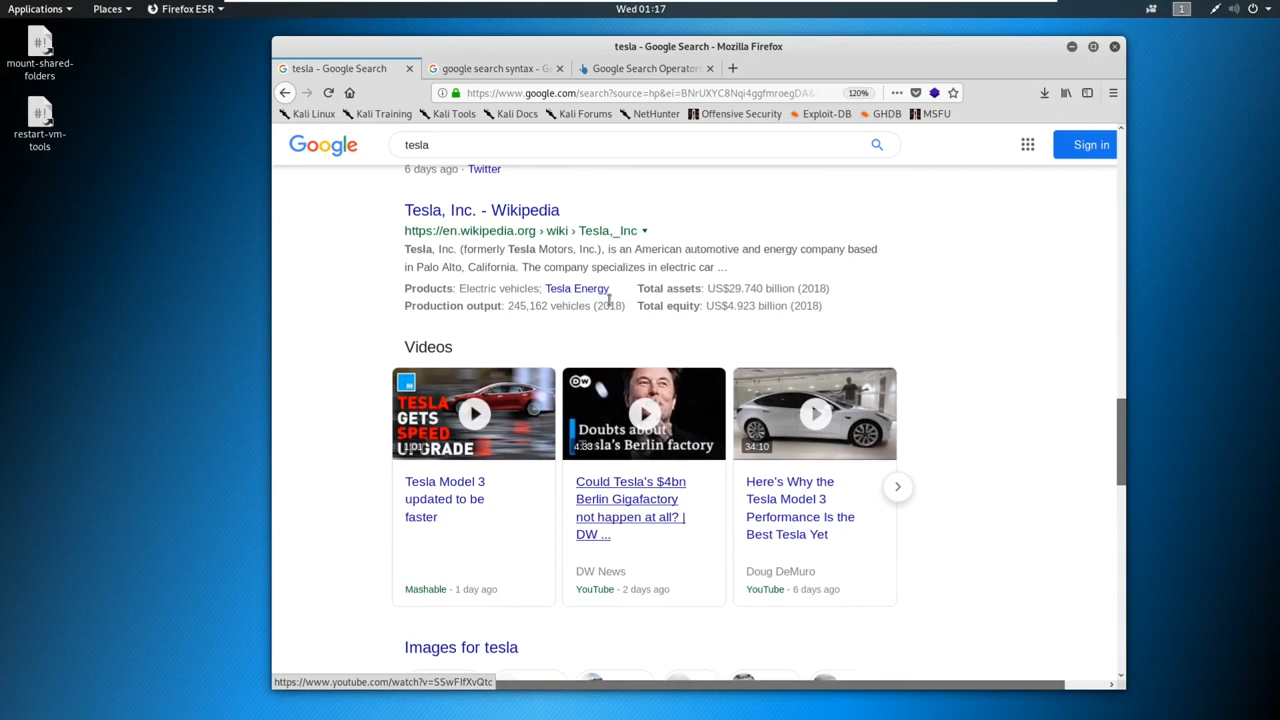 Applications Places Firefox ESR Wed 01:17 1
mount-shared-
folders
restart-vm-
tools
tesla - Google Search - Mozilla Firefox
tesla - Google Search google search syntax - Go Google Search Operator
https://www.google.com/search?source=hp&ei=BNrUXYC8Nqi4ggfmroegDA& 120%
Kali Linux Kali Training Kali Tools Kali Docs Kali Forums NetHunter Offensive Security Exploit-DB GHDB MSFU
Google tesla Sign in
6 days ago · Twitter
Tesla, Inc. - Wikipedia
https://en.wikipedia.org › wiki › Tesla,_Inc
Tesla, Inc. (formerly Tesla Motors, Inc.), is an American automotive and energy company based
in Palo Alto, California. The company specializes in electric car ...
Products: Electric vehicles; Tesla Energy Total assets: US$29.740 billion (2018)
Production output: 245,162 vehicles (2018) Total equity: US$4.923 billion (2018)
Videos
M
TESLA
GETS
SPEED
UPGRADE
1:01
DW
Doubts about
Tesla's Berlin factory
4:33
34:10
Tesla Model 3
updated to be
faster
Mashable - 1 day ago
Could Tesla's $4bn
Berlin Gigafactory
not happen at all? |
DW ...
DW News
YouTube - 2 days ago
Here's Why the
Tesla Model 3
Performance Is the
Best Tesla Yet
Doug DeMuro
YouTube - 6 days ago
Images for tesla
https://www.youtube.com/watch?v=SSwFIfXvQtc